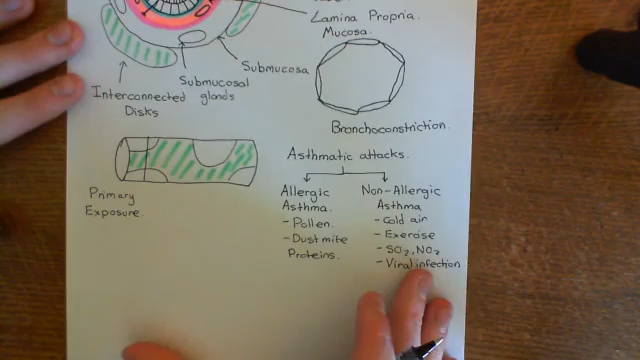 Lamina Propria.
Mucosa.
Submucosa
Submucosal
glands
Interconnected
Disks
Bronchoconstriction.
Asthmatic attacks.
Primary
Exposure.
Allergic
Asthma.
- Pollen.
- Dust mite
Proteins.
Non-Allergic
Asthma
- Cold air
- Exercise
- SO2, NO2
- Viral infection